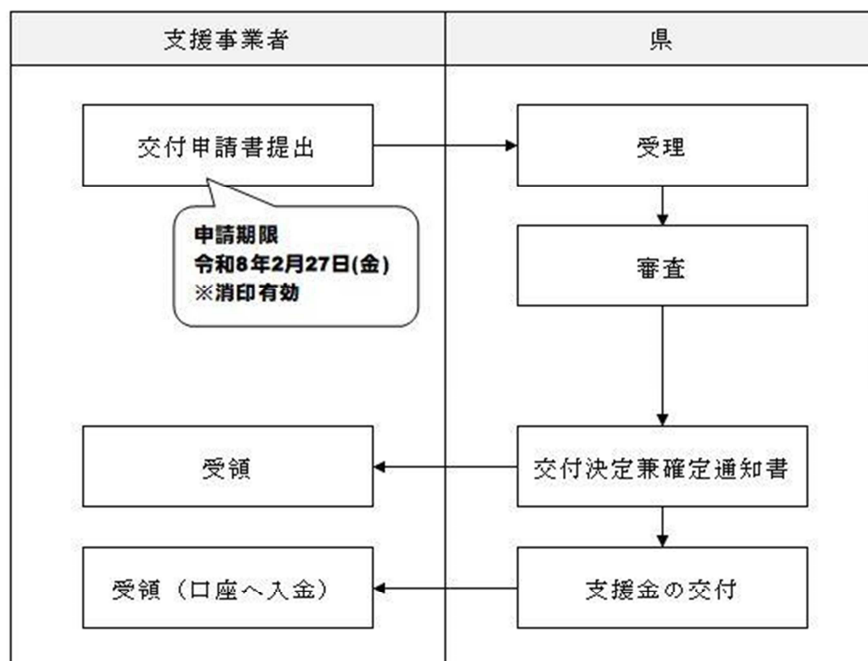 支援事業者
県
交付申請書提出
受理
申請期限
令和8年2月27日(金)
※消印有効
審査
受領
交付決定兼確定通知書
受領（口座へ入金）
支援金の交付